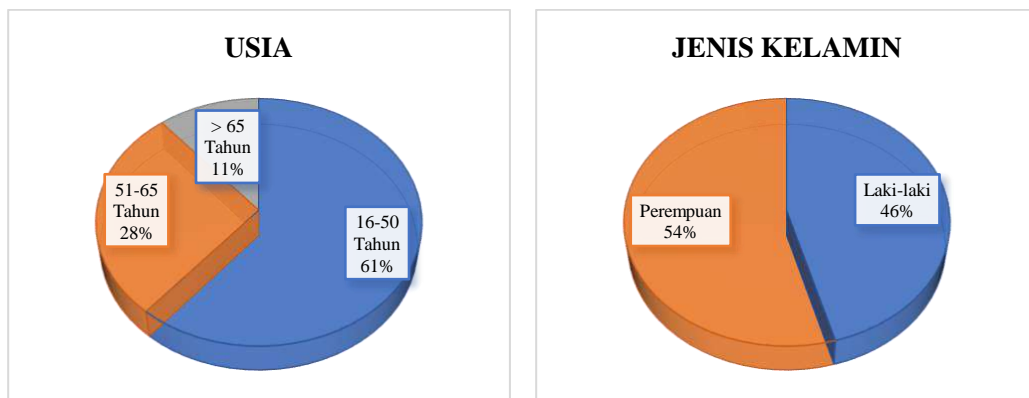 USIA
> 65
Tahun
11%
51-65
Tahun
28%
16-50
Tahun
61%
JENIS KELAMIN
Laki-laki
46%
Perempuan
54%